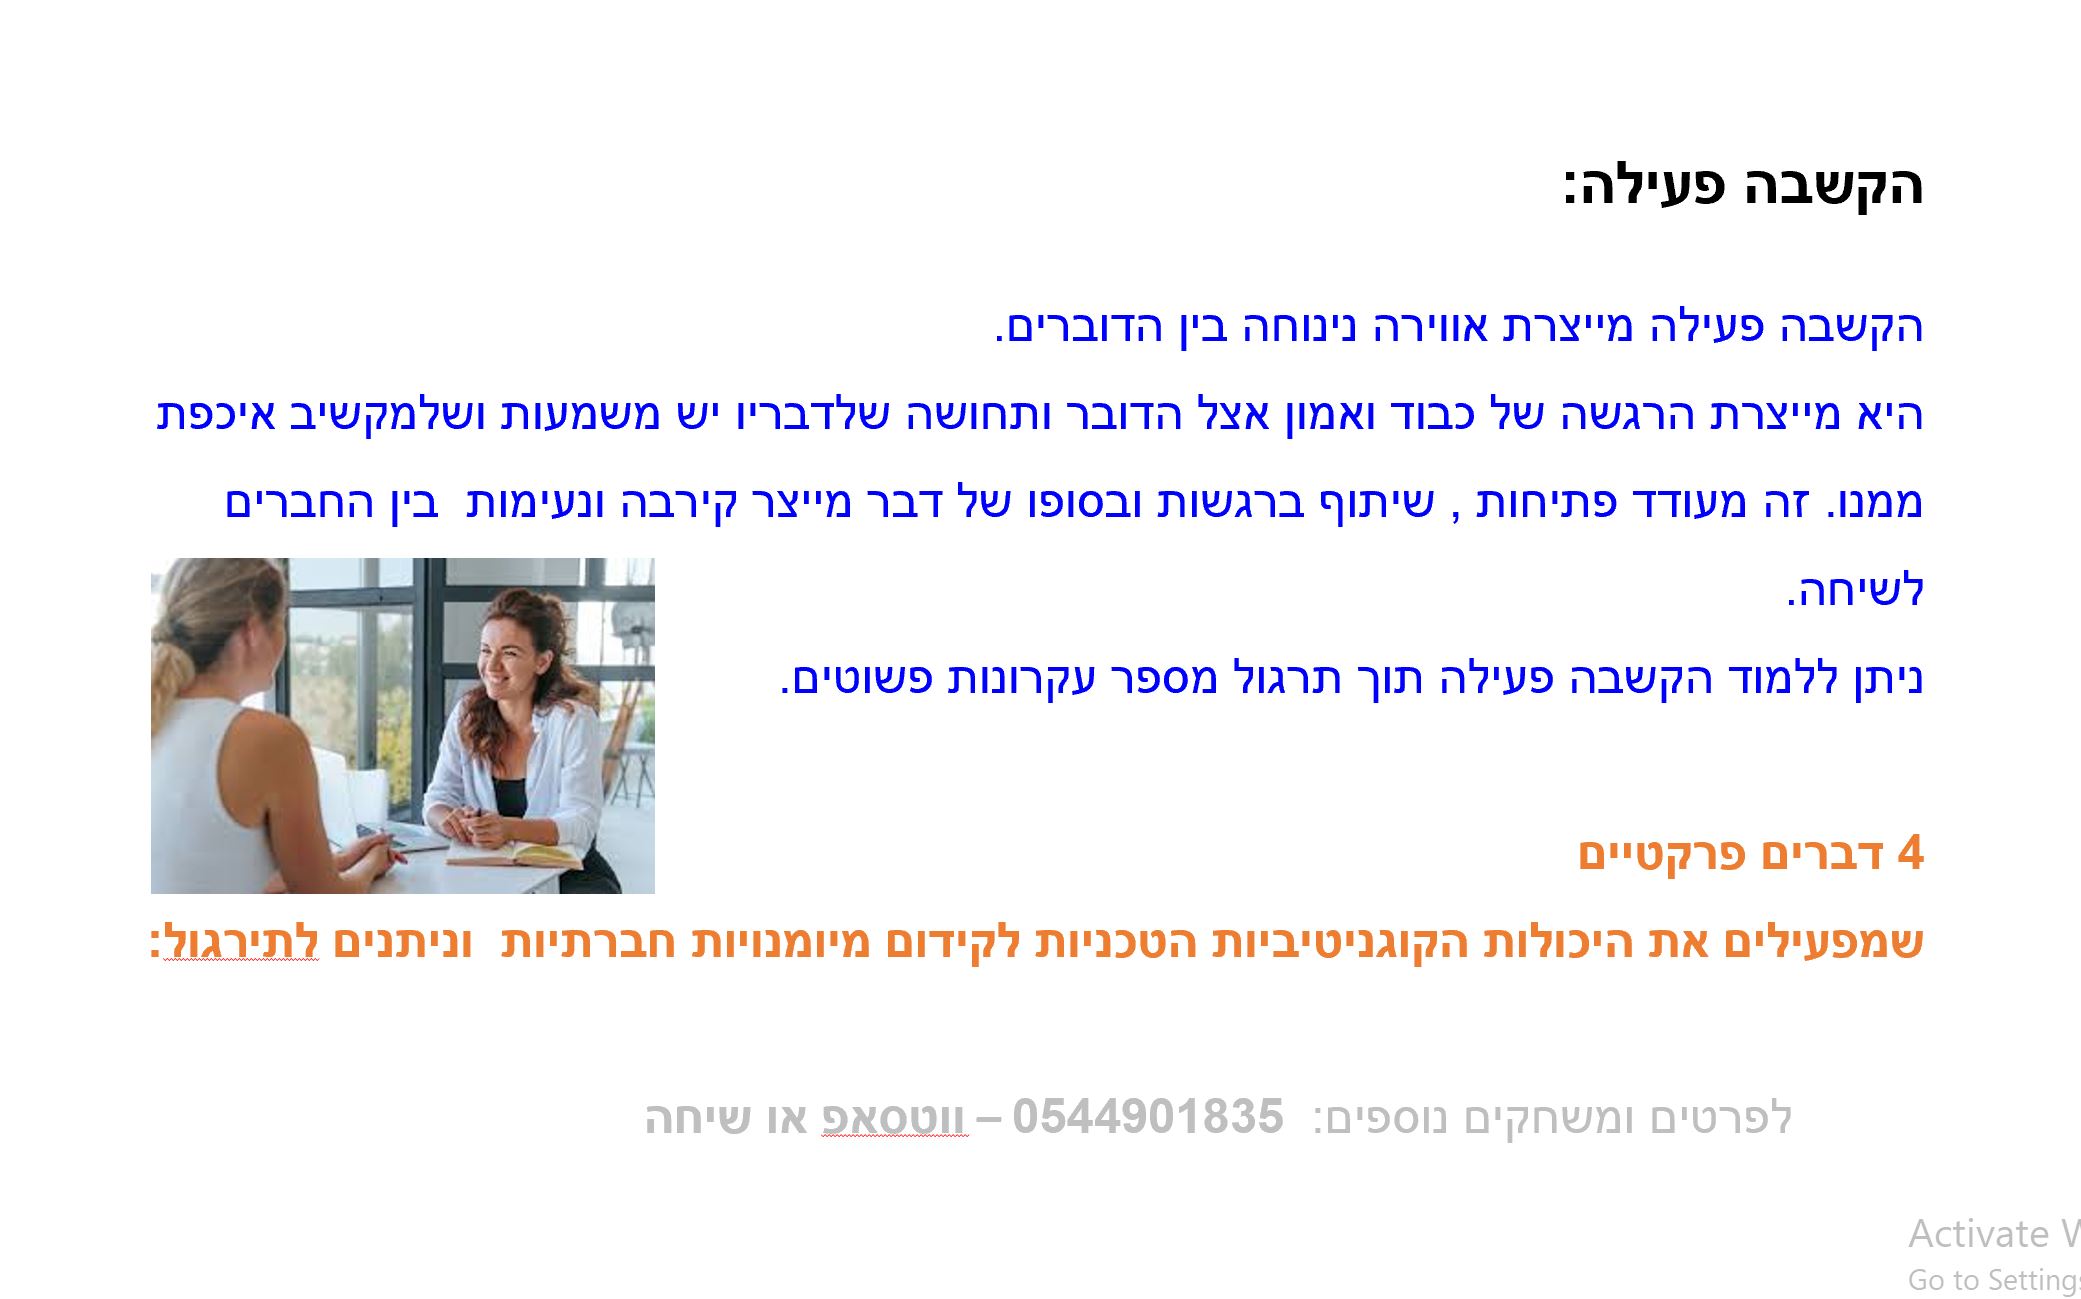 הקשבה פעילה:
הקשבה פעילה מייצרת אווירה נינוחה בין הדוברים.
היא מייצרת הרגשה של כבוד ואמון אצל הדובר ותחושה שלדבריו יש משמעות ושלמקשיב איכפת
ממנו. זה מעודד פתיחות , שיתוף ברגשות ובסופו של דבר מייצר קירבה ונעימות  בין החברים
לשיחה.
ניתן ללמוד הקשבה פעילה תוך תרגול מספר עקרונות פשוטים.
4 דברים פרקטיים
שמפעילים את היכולות הקוגניטיביות הטכניות לקידום מיומנויות חברתיות  וניתנים לתירגול:
לפרטים ומשחקים נוספים:  0544901835 – ווטסאפ או שיחה
Activate
Go to Settings